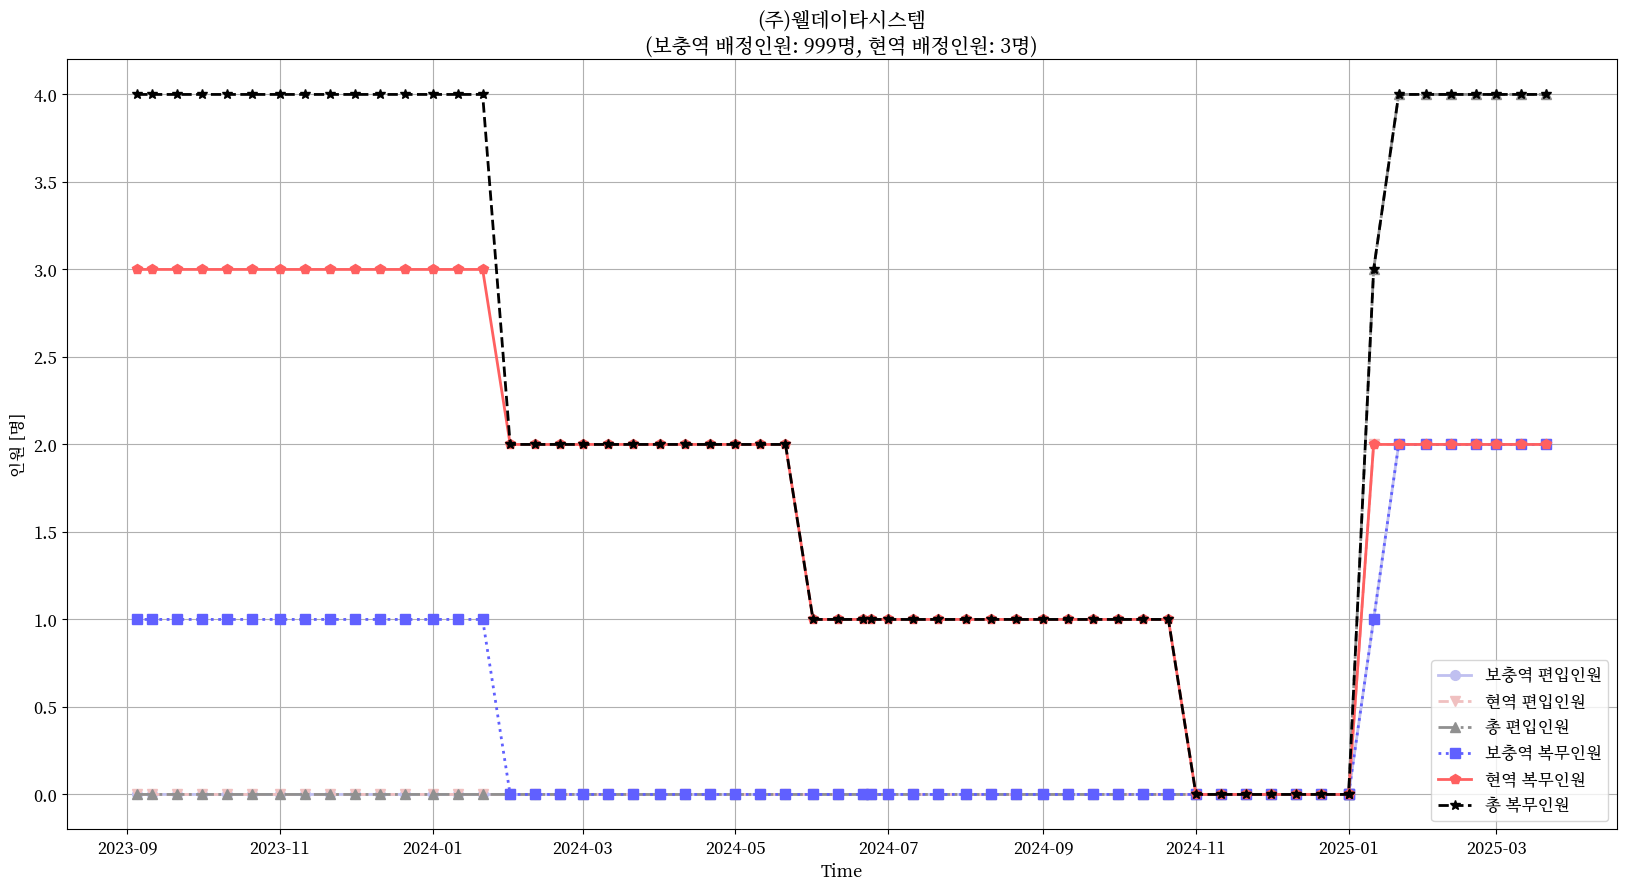 (주)웰데이타시스템
(보충역 배정인원: 999명, 현역 배정인원: 3명)
4.0
3.5
3.0
2.5
2.0
1.5
1.0
0.5
0.0
인원 [명]
2023-09
2023-11
2024-01
2024-03
2024-05
2024-07
2024-09
2024-11
2025-01
2025-03
Time
보충역 편입인원
현역 편입인원
총 편입인원
보충역 복무인원
현역 복무인원
총 복무인원